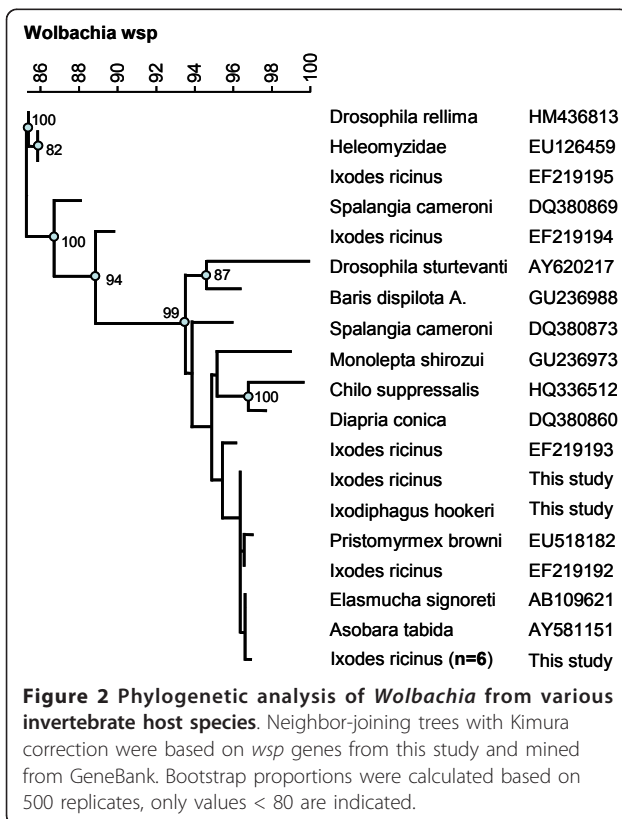 Wolbachia wsp
86 88 90 92 94 96 98 100
100 Drosophila rellima HM436813
82 Heleomyzidae EU126459
Ixodes ricinus EF219195
Spalangia cameroni DQ380869
100 Ixodes ricinus EF219194
94 87 Drosophila sturtevanti AY620217
Baris dispilota A. GU236988
99 Spalangia cameroni DQ380873
Monolepta shirozui GU236973
100 Chilo suppressalis HQ336512
Diapria conica DQ380860
Ixodes ricinus EF219193
Ixodes ricinus This study
Ixodiphagus hookeri This study
Pristomyrmex browni EU518182
Ixodes ricinus EF219192
Elasmucha signoreti AB109621
Asobara tabida AY581151
Ixodes ricinus (n=6) This study
Figure 2 Phylogenetic analysis of Wolbachia from various
invertebrate host species. Neighbor-joining trees with Kimura
correction were based on wsp genes from this study and mined
from GeneBank. Bootstrap proportions were calculated based on
500 replicates, only values < 80 are indicated.